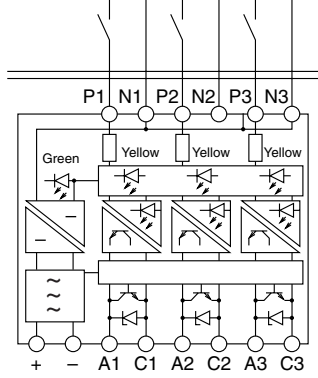 P1 N1 P2 N2 P3 N3
Green Yellow Yellow Yellow
+ − A1 C1 A2 C2 A3 C3